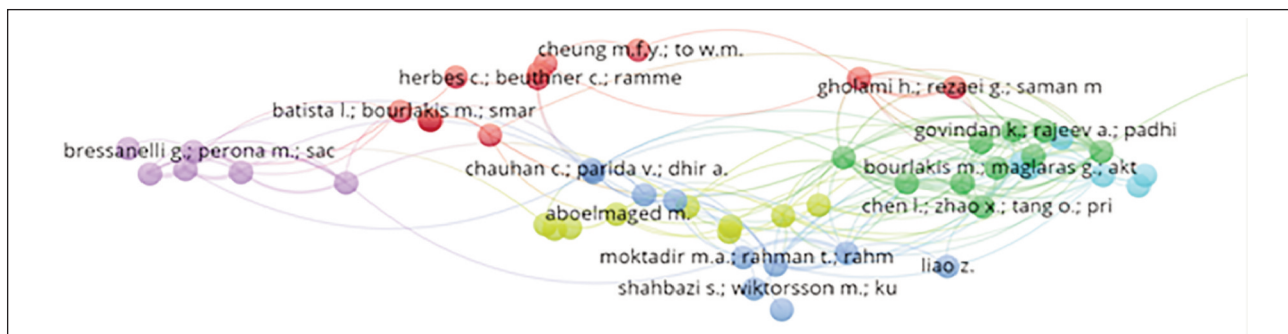 cheung m.f.y.; to w.m.
herbes c.; beuthner c.; ramme
gholami h.; rezaei g.; saman m
batista l.; bourlakis m.; smar
govindan k.; rajeev a.; padhi
bressanelli g.; perona m.; sac
chauhan c.; parida v.; dhir a.
bourlakis m.; maglaras g.; akt
aboelmaged m.
chen l.; zhao x.; tang o.; pri
moktadir m.a.; rahman t.; rahm
liao z.
shahbazi s.; wiktorsson m.; ku